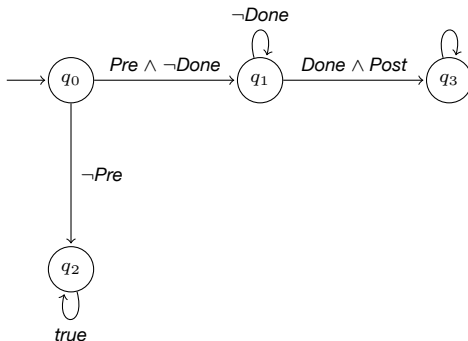 ¬Done
q₀ Pre ∧ ¬Done q₁ Done ∧ Post q₃
¬Pre
q₂
true